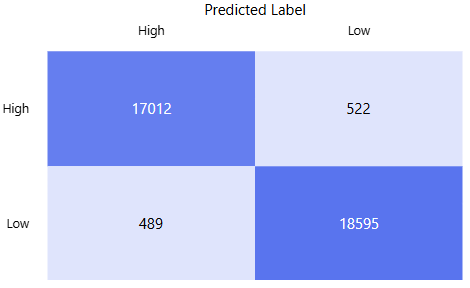 Predicted Label
High Low
High 17012 522
Low 489 18595